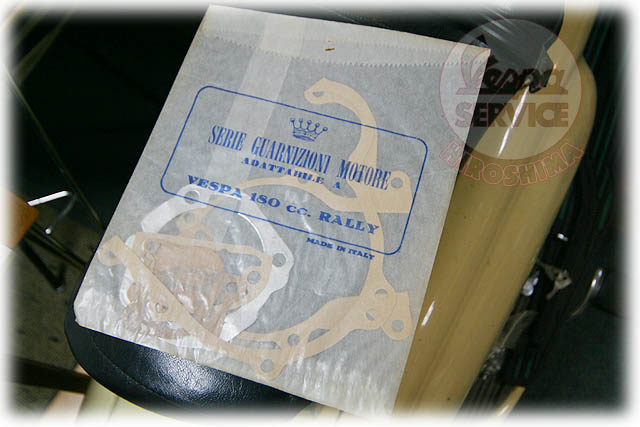 Vespa
SERVICE
HIROSHIMA
SERIE GUARNIZIONI MOTORE
ADATTABILE A
VESPA 180 cc. RALLY
MADE IN ITALY